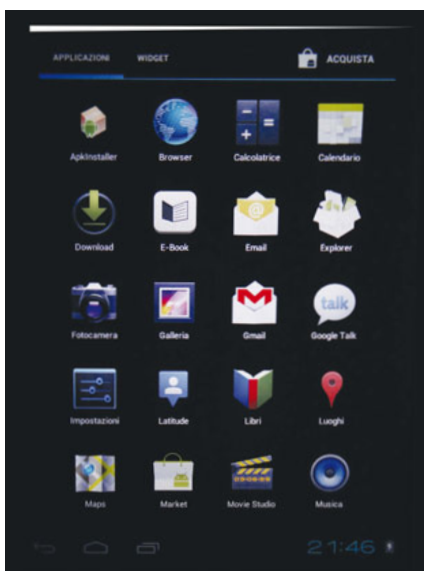 APPLICAZIONI WIDGET ACQUISTA
ApkInstaller Browser Calcolatrice Calendario
Download E-Book Email Explorer
talk
Fotocamera Galleria Gmail Google Talk
Impostazioni Latitude Libri Luoghi
Maps Market Movie Studio Musica
21:46